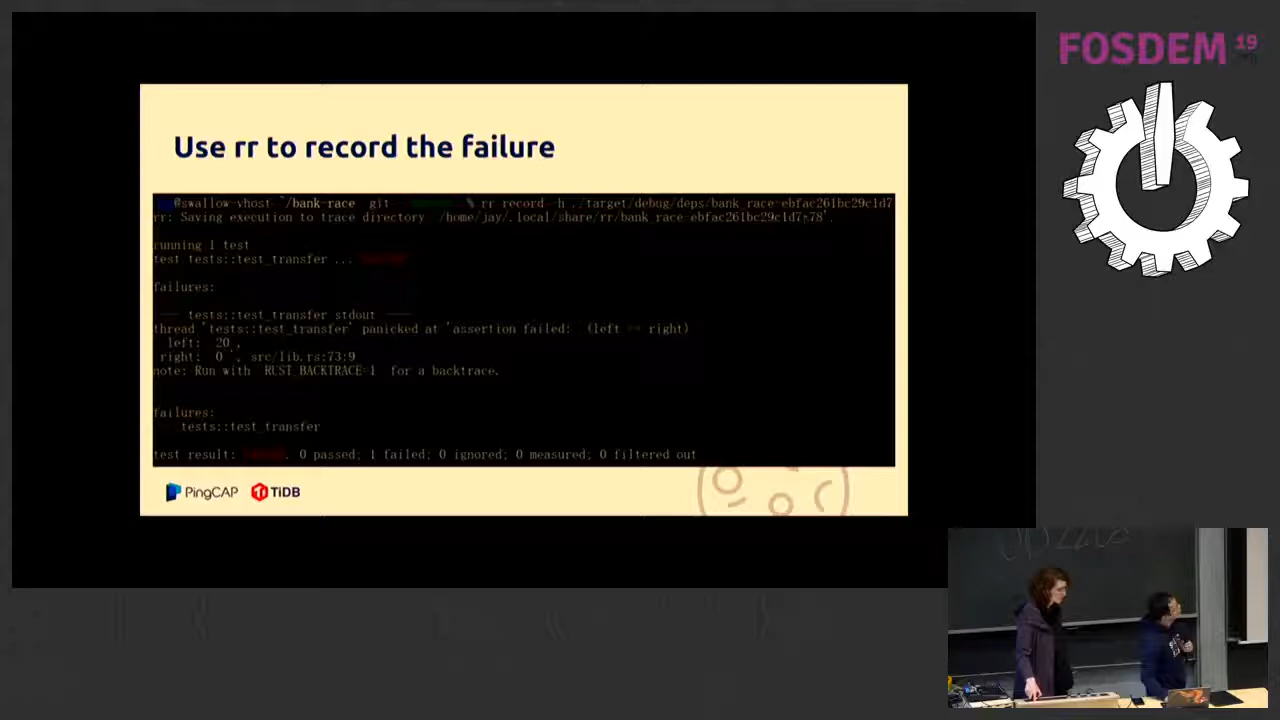 FOSDEM 19
Use rr to record the failure
@swallow-vhost ~/bank-race git % rr record -h ./target/debug/deps/bank_race-ebfac261bc29c1d7
rr: Saving execution to trace directory `/home/jay/.local/share/rr/bank_race-ebfac261bc29c1d7-78'.
running 1 test
test tests::test_transfer ...
failures:
---- tests::test_transfer stdout ----
thread 'tests::test_transfer' panicked at 'assertion failed: `(left == right)
left: `20`,
right: `0`', src/lib.rs:73:9
note: Run with `RUST_BACKTRACE=1` for a backtrace.
failures:
tests::test_transfer
test result: . 0 passed; 1 failed; 0 ignored; 0 measured; 0 filtered out
PingCAP TiDB